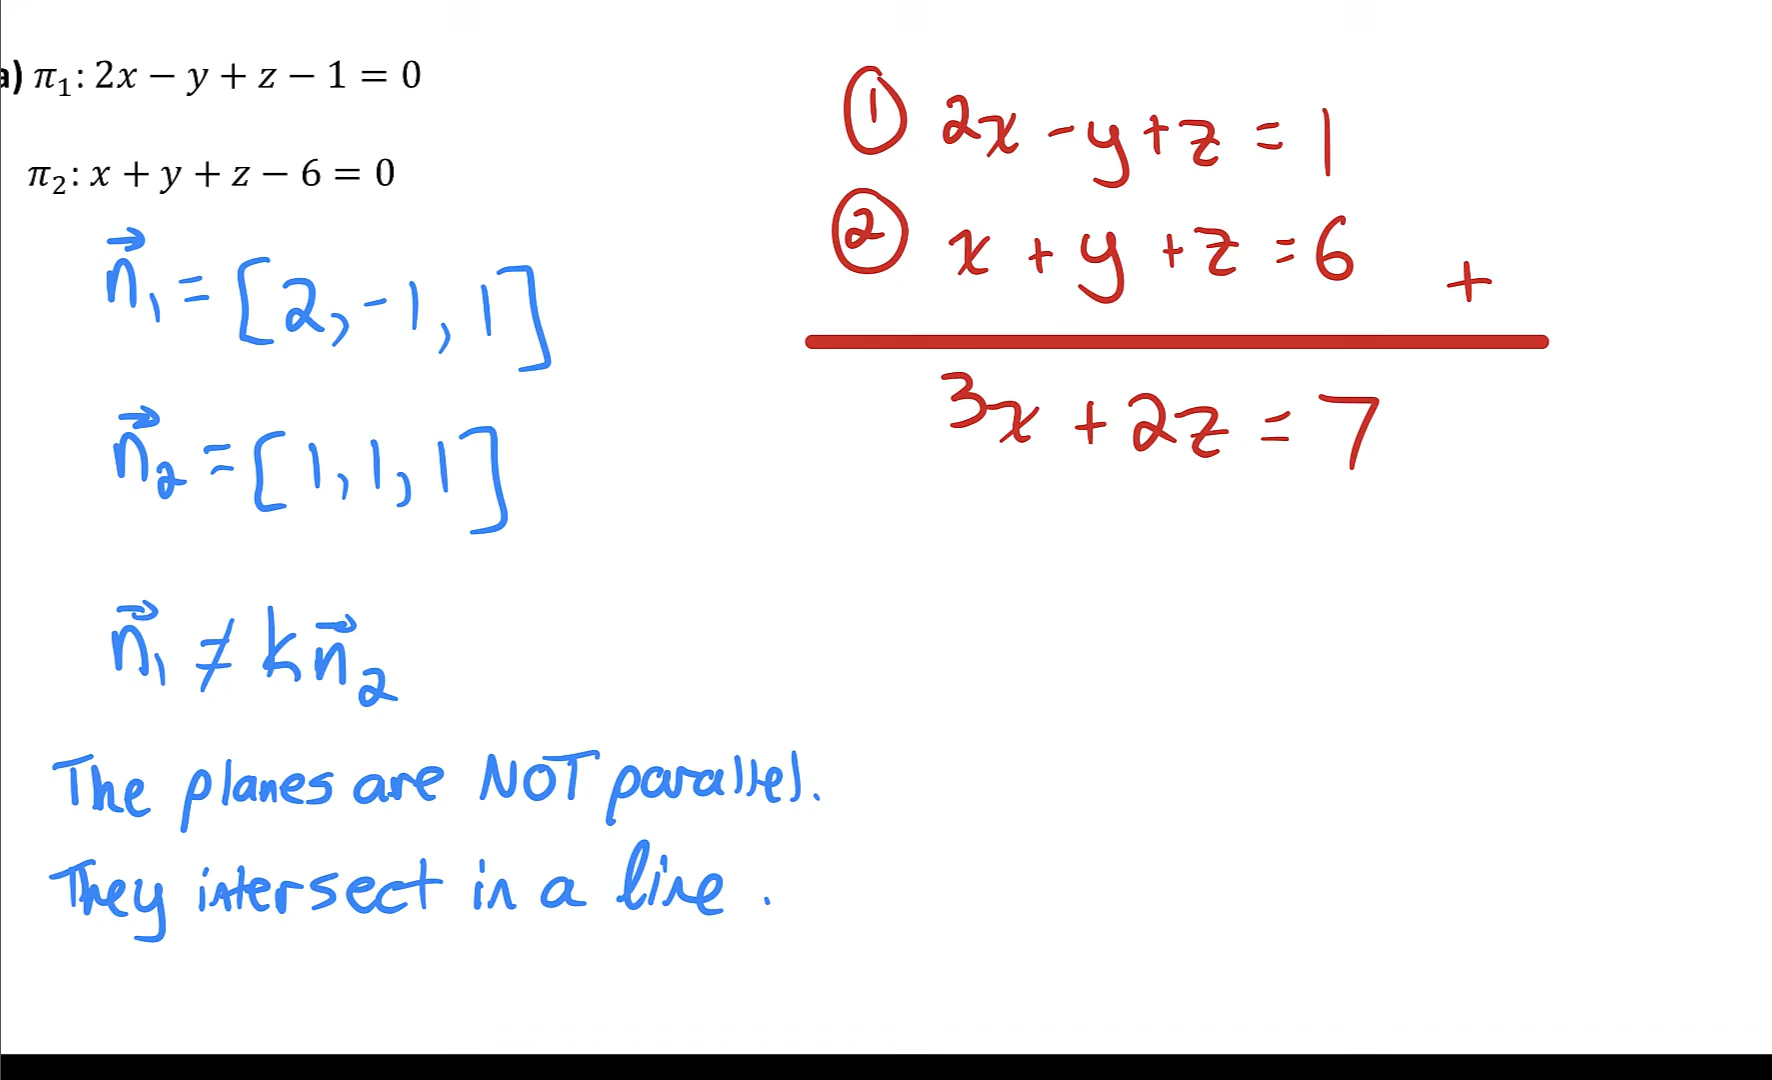 a) π₁: 2x − y + z − 1 = 0
π₂: x + y + z − 6 = 0
n⃗₁ = [2, -1, 1]
n⃗₂ = [1, 1, 1]
n⃗₁ ≠ kn⃗₂
The planes are NOT parallel.
They intersect in a line.
① 2x - y + z = 1
② x + y + z = 6 +
3x + 2z = 7